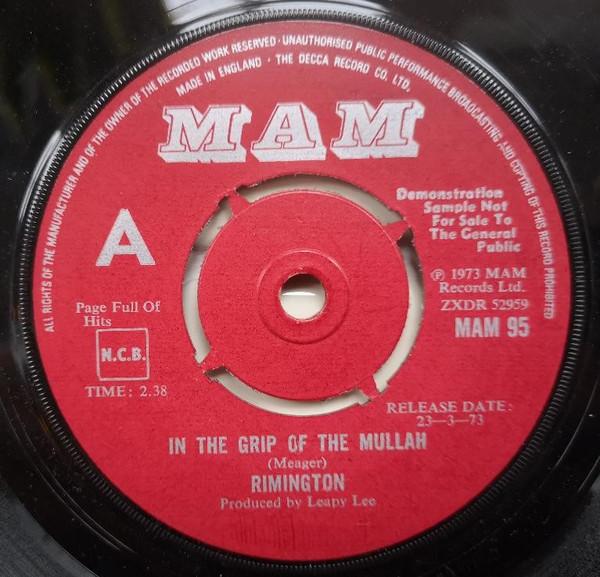 ALL RIGHTS OF THE MANUFACTURER AND OF THE OWNER OF THE RECORDED WORK RESERVED · UNAUTHORISED PUBLIC PERFORMANCE BROADCASTING AND COPYING OF THIS RECORD PROHIBITED
MADE IN ENGLAND · THE DECCA RECORD CO. LTD.
MAM
A
Demonstration
Sample Not
For Sale To
The General
Public
℗ 1973 MAM
Records Ltd.
ZXDR 52959
MAM 95
Page Full Of
Hits
N.C.B.
TIME: 2.38
RELEASE DATE:
23—3—73
IN THE GRIP OF THE MULLAH
(Meager)
RIMINGTON
Produced by Leapy Lee